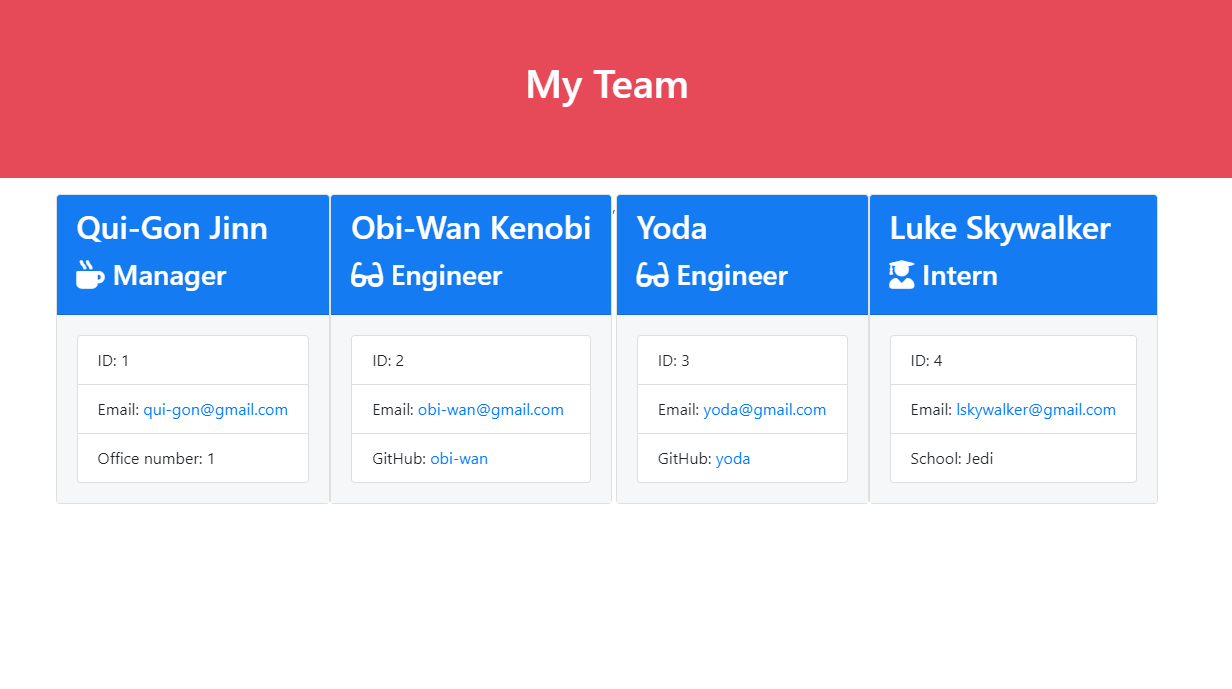 My Team
Qui-Gon Jinn
Manager
ID: 1
Email: qui-gon@gmail.com
Office number: 1
Obi-Wan Kenobi
Engineer
ID: 2
Email: obi-wan@gmail.com
GitHub: obi-wan
,
Yoda
Engineer
ID: 3
Email: yoda@gmail.com
GitHub: yoda
Luke Skywalker
Intern
ID: 4
Email: lskywalker@gmail.com
School: Jedi